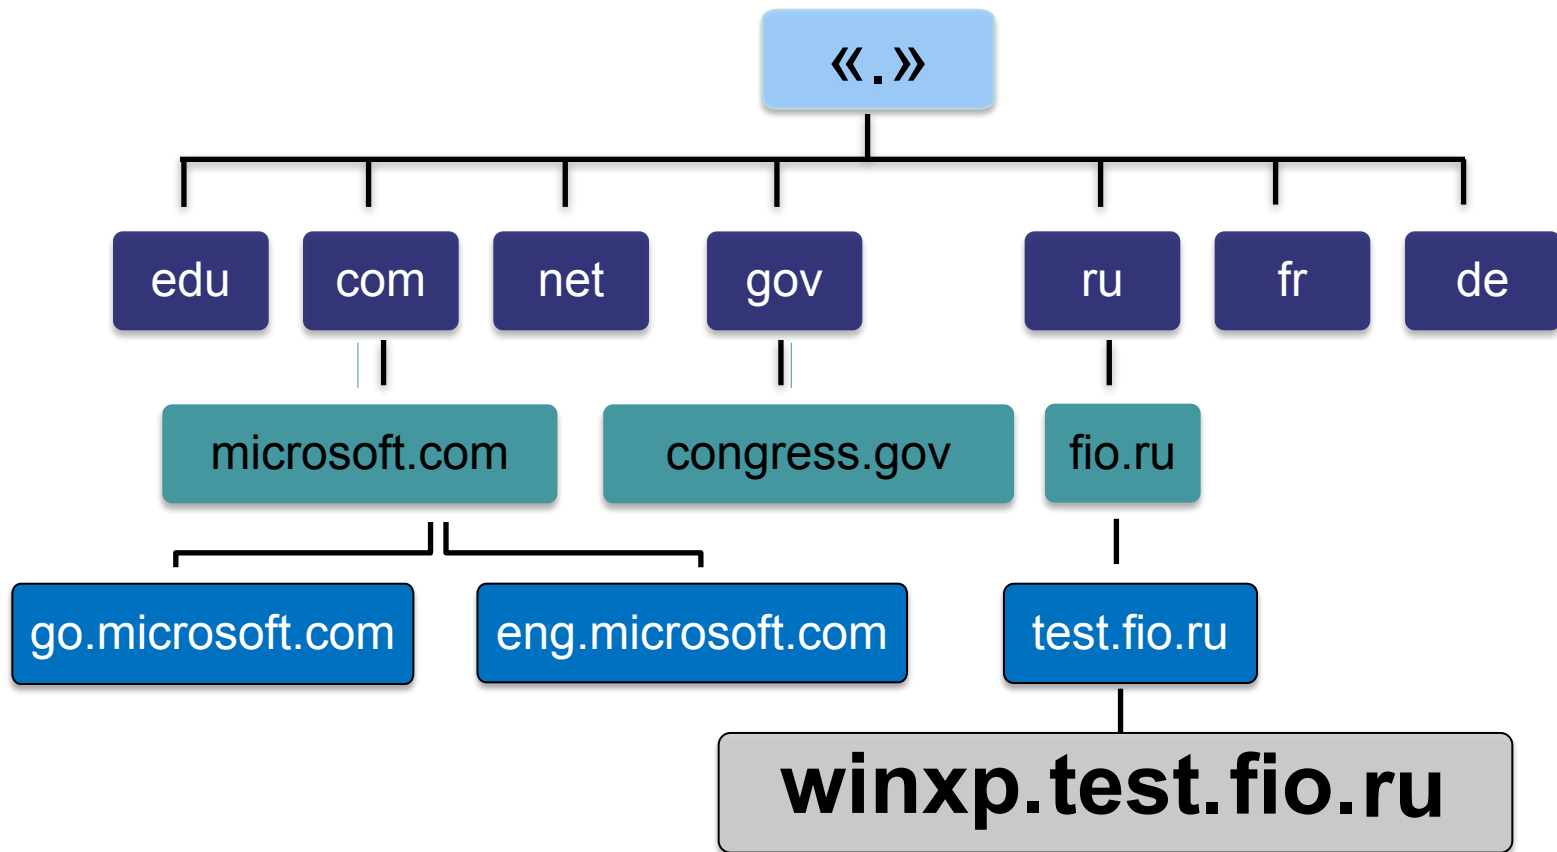 «.»
edu
com
net
gov
ru
fr
de
microsoft.com
congress.gov
fio.ru
go.microsoft.com
eng.microsoft.com
test.fio.ru
winxp.test.fio.ru